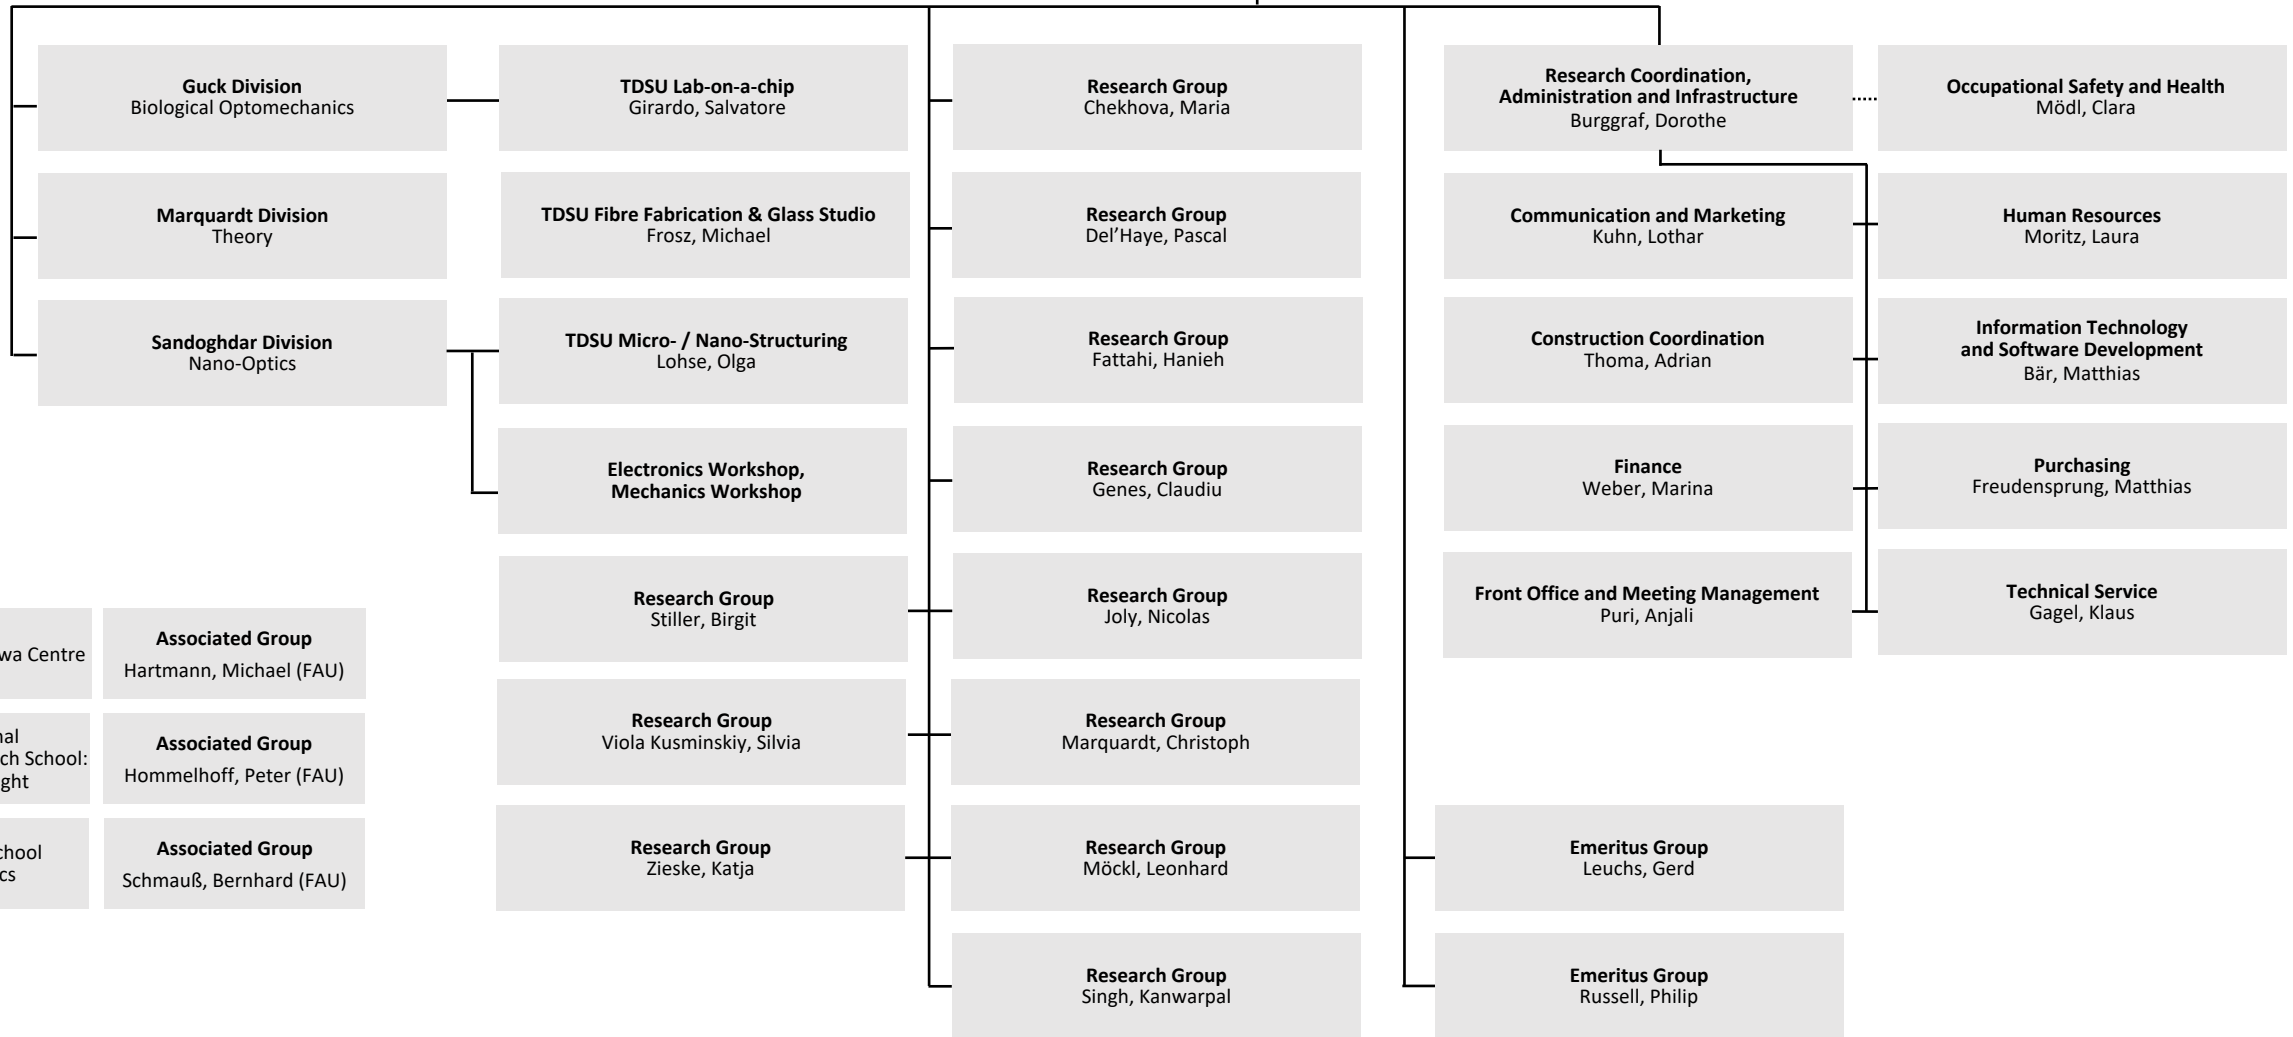 Guck Division
Biological Optomechanics
TDSU Lab-on-a-chip
Girardo, Salvatore
Research Group
Chekhova, Maria
Research Coordination,
Administration and Infrastructure
Burggraf, Dorothe
Occupational Safety and Health
Mödl, Clara
Marquardt Division
Theory
TDSU Fibre Fabrication & Glass Studio
Frosz, Michael
Research Group
Del’Haye, Pascal
Communication and Marketing
Kuhn, Lothar
Human Resources
Moritz, Laura
Sandoghdar Division
Nano-Optics
TDSU Micro- / Nano-Structuring
Lohse, Olga
Research Group
Fattahi, Hanieh
Construction Coordination
Thoma, Adrian
Information Technology
and Software Development
Bär, Matthias
Electronics Workshop,
Mechanics Workshop
Research Group
Genes, Claudiu
Finance
Weber, Marina
Purchasing
Freudensprung, Matthias
Research Group
Stiller, Birgit
Research Group
Joly, Nicolas
Front Office and Meeting Management
Puri, Anjali
Technical Service
Gagel, Klaus
Centre
Associated Group
Hartmann, Michael (FAU)
Research Group
Viola Kusminskiy, Silvia
Research Group
Marquardt, Christoph
School:
Associated Group
Hommelhoff, Peter (FAU)
Research Group
Zieske, Katja
Research Group
Möckl, Leonhard
Emeritus Group
Leuchs, Gerd
Associated Group
Schmauß, Bernhard (FAU)
Research Group
Singh, Kanwarpal
Emeritus Group
Russell, Philip